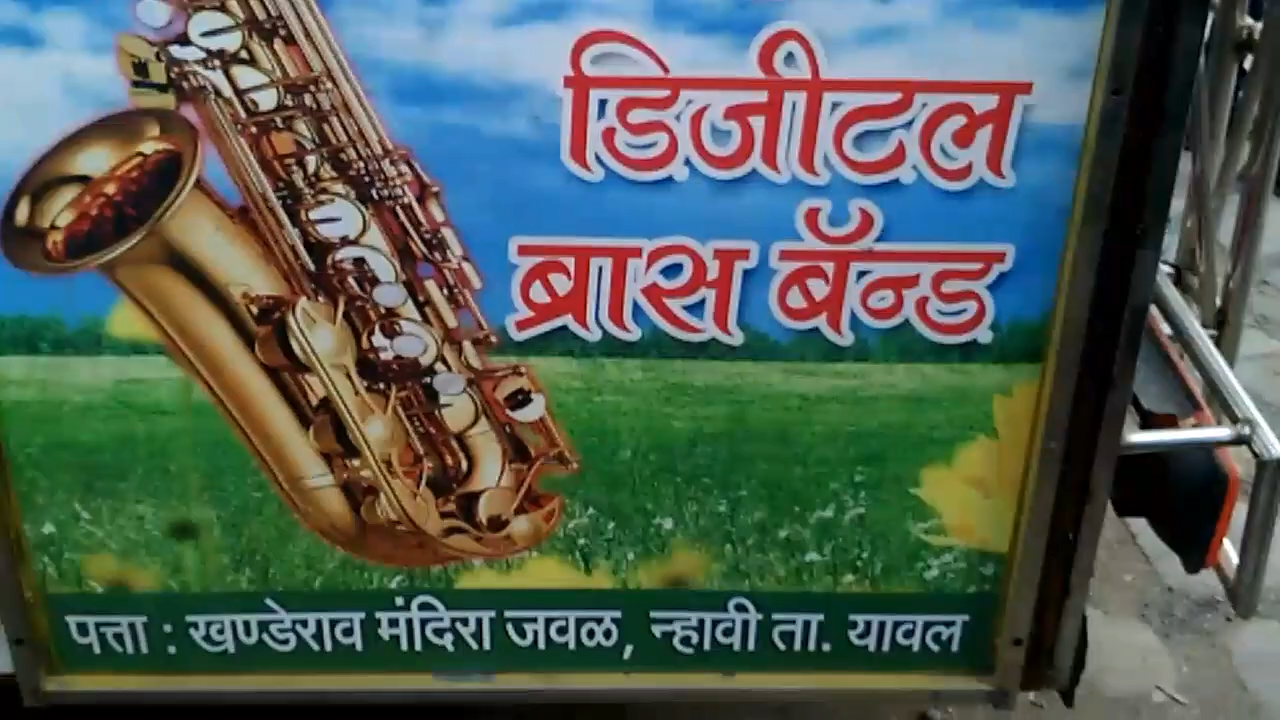 डिजीटल
ब्रास बॅन्ड
पत्ता : खण्डेराव मंदिरा जवळ, न्हावी ता. यावल